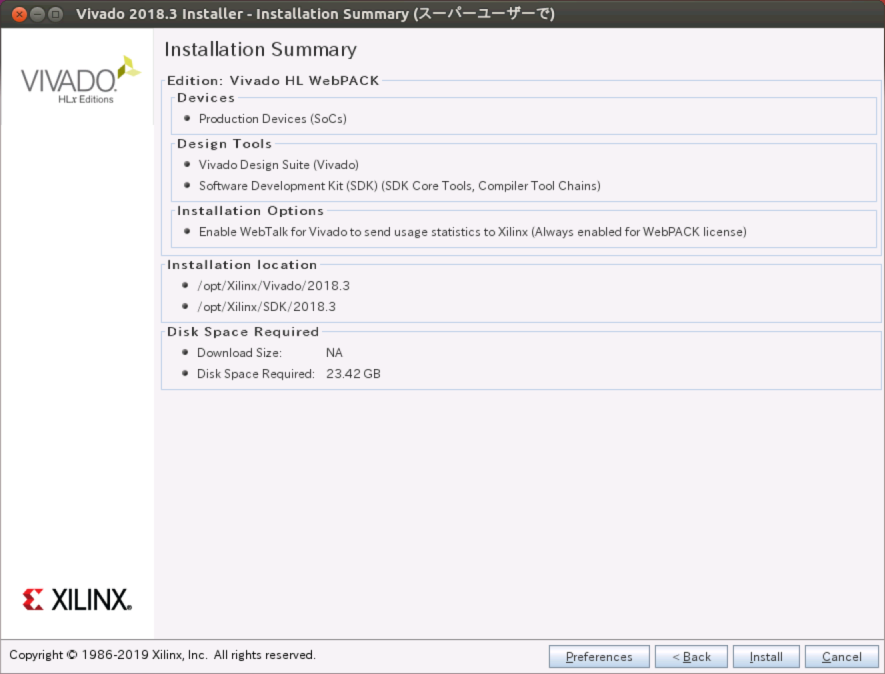 Vivado 2018.3 Installer - Installation Summary (スーパーユーザーで)
VIVADO.
HLx Editions
Installation Summary
Edition: Vivado HL WebPACK
Devices
Production Devices (SoCs)
Design Tools
Vivado Design Suite (Vivado)
Software Development Kit (SDK) (SDK Core Tools, Compiler Tool Chains)
Installation Options
Enable WebTalk for Vivado to send usage statistics to Xilinx (Always enabled for WebPACK license)
Installation location
/opt/Xilinx/Vivado/2018.3
/opt/Xilinx/SDK/2018.3
Disk Space Required
Download Size: NA
Disk Space Required: 23.42 GB
XILINX.
Copyright © 1986-2019 Xilinx, Inc. All rights reserved.
Preferences < Back Install Cancel